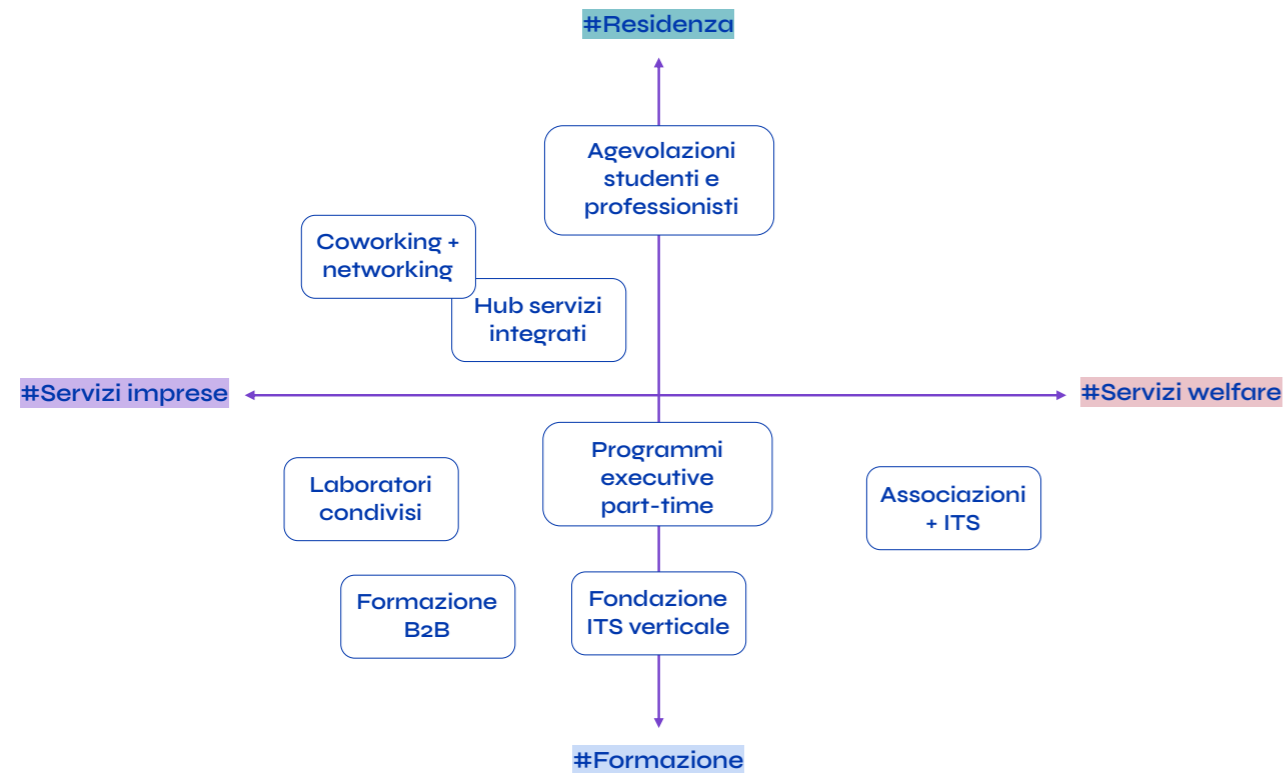 #Residenza
Agevolazioni
studenti e
professionisti
Coworking +
networking
Hub servizi
integrati
#Servizi imprese
#Servizi welfare
Programmi
executive
part-time
Laboratori
condivisi
Associazioni
+ ITS
Formazione
B2B
Fondazione
ITS verticale
#Formazione